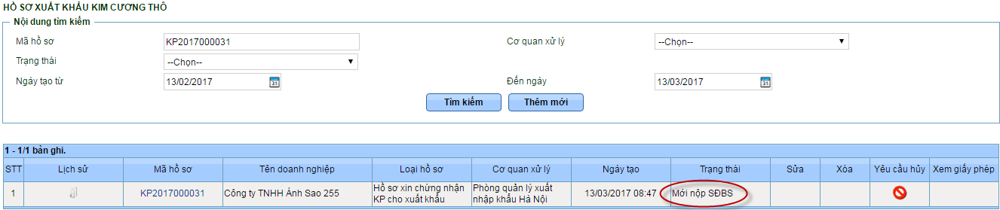 HỒ SƠ XUẤT KHẨU KIM CƯƠNG THÔ
Nội dung tìm kiếm
Mã hồ sơ KP2017000031 Cơ quan xử lý --Chọn--
Trạng thái --Chọn--
Ngày tạo từ 13/02/2017 31 Đến ngày 13/03/2017 31
Tìm kiếm Thêm mới
1 - 1/1 bản ghi.
STT Lịch sử Mã hồ sơ Tên doanh nghiệp Loại hồ sơ Cơ quan xử lý Ngày tạo Trạng thái Sửa Xóa Yêu cầu hủy Xem giấy phép
1 KP2017000031 Công ty TNHH Ánh Sao 255 Hồ sơ xin chứng nhận KP cho xuất khẩu Phòng quản lý xuất nhập khẩu Hà Nội 13/03/2017 08:47 Mới nộp SĐBS